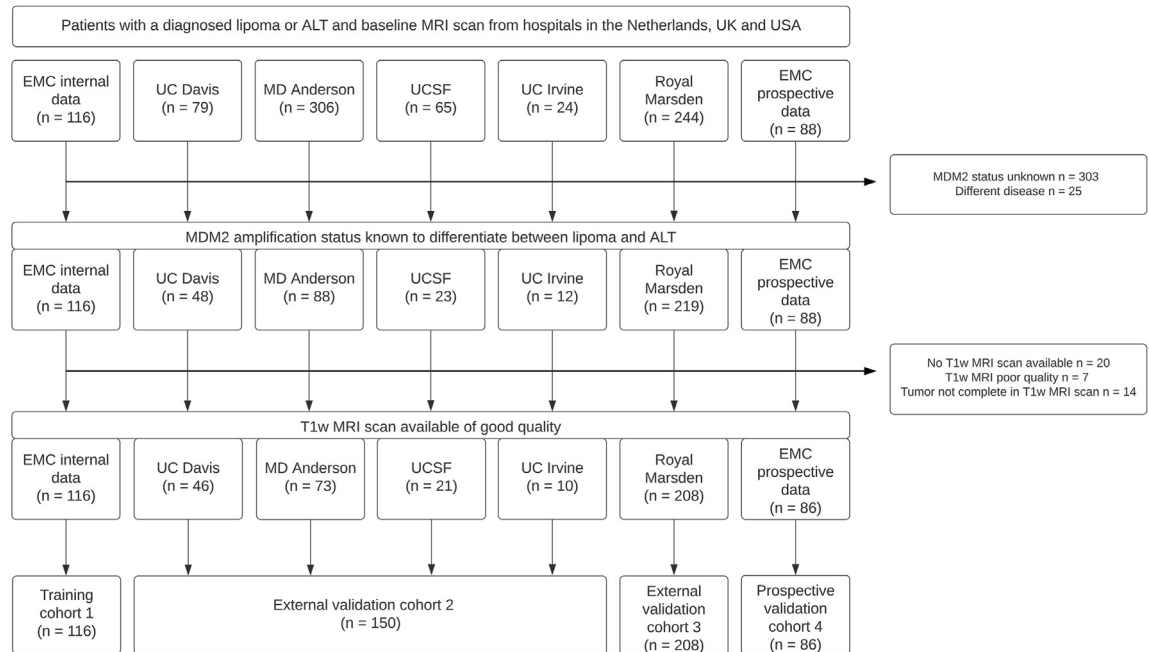 Patients with a diagnosed lipoma or ALT and baseline MRI scan from hospitals in the Netherlands, UK and USA
EMC internal
data
(n = 116)
UC Davis
(n = 79)
MD Anderson
(n = 306)
UCSF
(n = 65)
UC Irvine
(n = 24)
Royal
Marsden
(n = 244)
EMC
prospective
data
(n = 88)
MDM2 status unknown n = 303
Different disease n = 25
MDM2 amplification status known to differentiate between lipoma and ALT
EMC internal
data
(n = 116)
UC Davis
(n = 48)
MD Anderson
(n = 88)
UCSF
(n = 23)
UC Irvine
(n = 12)
Royal
Marsden
(n = 219)
EMC
prospective
data
(n = 88)
No T1w MRI scan available n = 20
T1w MRI poor quality n = 7
Tumor not complete in T1w MRI scan n = 14
T1w MRI scan available of good quality
EMC internal
data
(n = 116)
UC Davis
(n = 46)
MD Anderson
(n = 73)
UCSF
(n = 21)
UC Irvine
(n = 10)
Royal
Marsden
(n = 208)
EMC
prospective
data
(n = 86)
Training
cohort 1
(n = 116)
External validation cohort 2
(n = 150)
External
validation
cohort 3
(n = 208)
Prospective
validation
cohort 4
(n = 86)